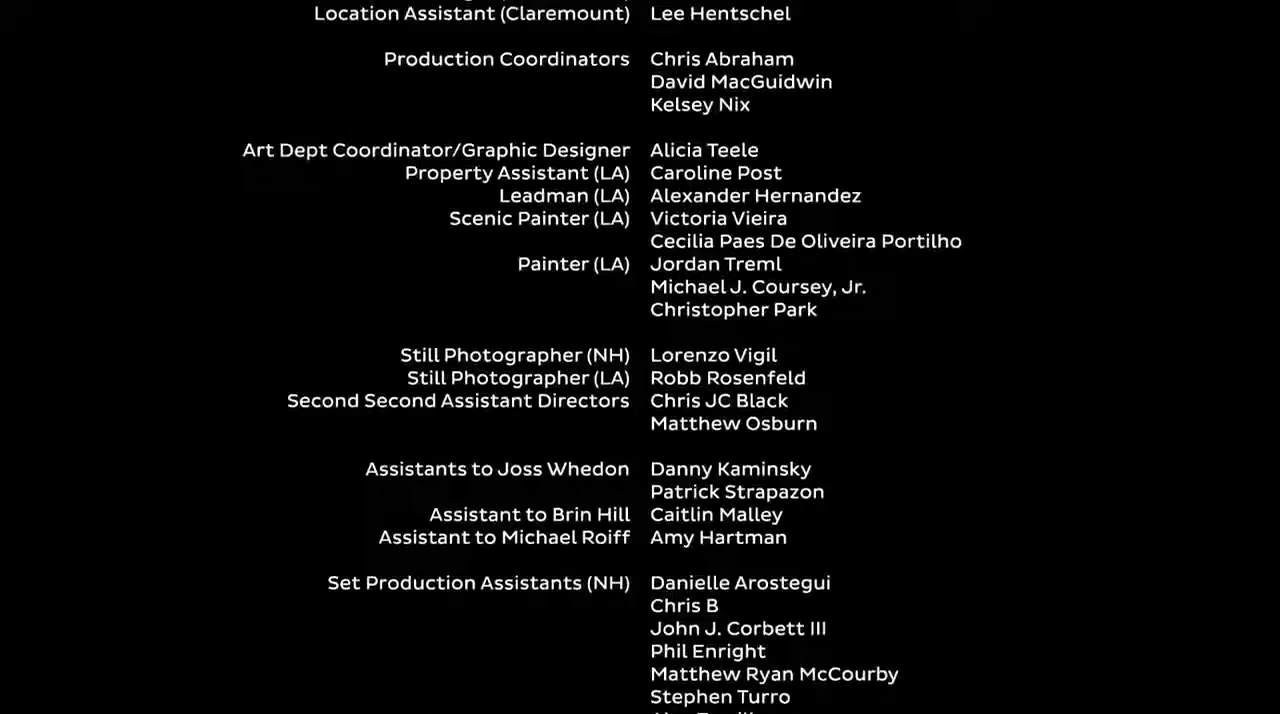 Location Assistant (Claremount) Lee Hentschel
Production Coordinators Chris Abraham
David MacGuidwin
Kelsey Nix
Art Dept Coordinator/Graphic Designer Alicia Teele
Property Assistant (LA) Caroline Post
Leadman (LA) Alexander Hernandez
Scenic Painter (LA) Victoria Vieira
Cecilia Paes De Oliveira Portilho
Painter (LA) Jordan Treml
Michael J. Coursey, Jr.
Christopher Park
Still Photographer (NH) Lorenzo Vigil
Still Photographer (LA) Robb Rosenfeld
Second Second Assistant Directors Chris JC Black
Matthew Osburn
Assistants to Joss Whedon Danny Kaminsky
Patrick Strapazon
Assistant to Brin Hill Caitlin Malley
Assistant to Michael Roiff Amy Hartman
Set Production Assistants (NH) Danielle Arostegui
Chris B
John J. Corbett III
Phil Enright
Matthew Ryan McCourby
Stephen Turro